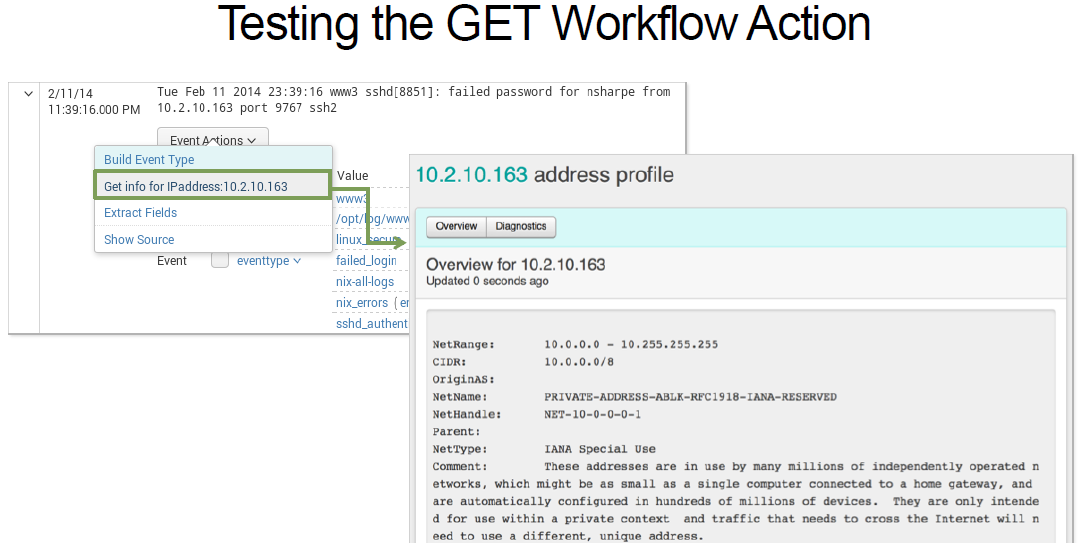 Testing the GET Workflow Action
2/11/14
11:39:16.000 PM
Tue Feb 11 2014 23:39:16 www3 sshd[8851]: failed password for nsharpe from
10.2.10.163 port 9767 ssh2
Event Actions
Build Event Type
Get info for IPaddress:10.2.10.163
Extract Fields
Show Source
Value
www3
/opt/log/www
linux_secure
Event eventtype failed_login
nix-all-logs
nix_errors { er
sshd_authent
10.2.10.163 address profile
Overview Diagnostics
Overview for 10.2.10.163
Updated 0 seconds ago
NetRange: 10.0.0.0 - 10.255.255.255
CIDR: 10.0.0.0/8
OriginAS:
NetName: PRIVATE-ADDRESS-ABLK-RFC1918-IANA-RESERVED
NetHandle: NET-10-0-0-0-1
Parent:
NetType: IANA Special Use
Comment: These addresses are in use by many millions of independently operated n
etworks, which might be as small as a single computer connected to a home gateway, and
are automatically configured in hundreds of millions of devices. They are only intende
d for use within a private context and traffic that needs to cross the Internet will n
eed to use a different, unique address.